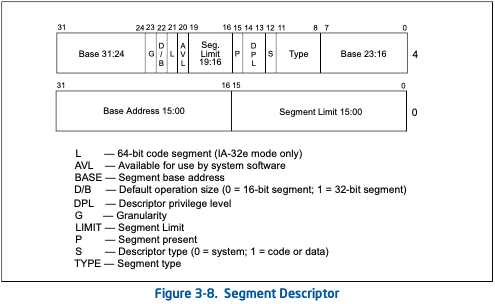 31 24 23 22 21 20 19 16 15 14 13 12 11 8 7 0
Base 31:24 G D/B L AVL Seg. Limit 19:16 P DPL S Type Base 23:16 4
31 16 15 0
Base Address 15:00 Segment Limit 15:00 0
L — 64-bit code segment (IA-32e mode only)
AVL — Available for use by system software
BASE — Segment base address
D/B — Default operation size (0 = 16-bit segment; 1 = 32-bit segment)
DPL — Descriptor privilege level
G — Granularity
LIMIT — Segment Limit
P — Segment present
S — Descriptor type (0 = system; 1 = code or data)
TYPE — Segment type
Figure 3-8. Segment Descriptor